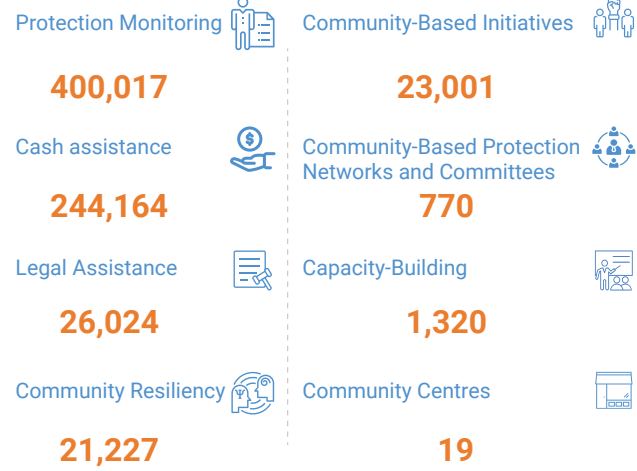 Protection Monitoring
400,017
Cash assistance
244,164
Legal Assistance
26,024
Community Resiliency
21,227
Community-Based Initiatives
23,001
Community-Based Protection
Networks and Committees
770
Capacity-Building
1,320
Community Centres
19